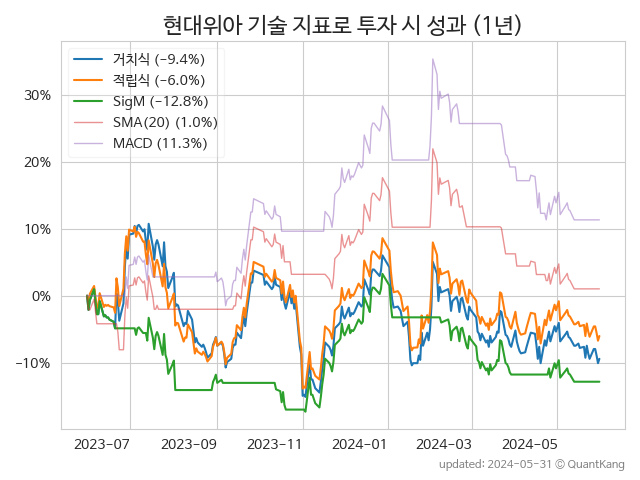 현대위아 기술 지표로 투자 시 성과 (1년)
거치식 (−9.4%)
적립식 (−6.0%)
SigM (−12.8%)
SMA(20) (1.0%)
MACD (11.3%)
30%
20%
10%
0%
−10%
2023-07
2023-09
2023-11
2024-01
2024-03
2024-05
updated: 2024-05-31 © QuantKang